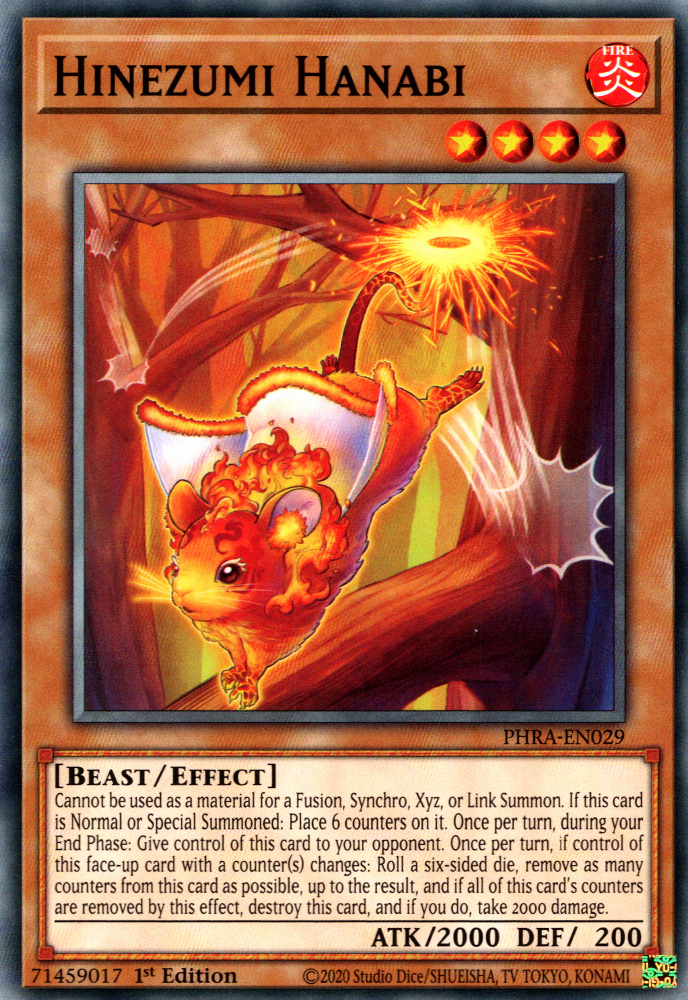 HINEZUMI HANABI
FIRE
炎
PHRA-EN029
[BEAST/EFFECT]
Cannot be used as a material for a Fusion, Synchro, Xyz, or Link Summon. If this card
is Normal or Special Summoned: Place 6 counters on it. Once per turn, during your
End Phase: Give control of this card to your opponent. Once per turn, if control of
this face-up card with a counter(s) changes: Roll a six-sided die, remove as many
counters from this card as possible, up to the result, and if all of this card's counters
are removed by this effect, destroy this card, and if you do, take 2000 damage.
ATK/2000 DEF/ 200
71459017 1st Edition ©2020 Studio Dice/SHUEISHA, TV TOKYO, KONAMI